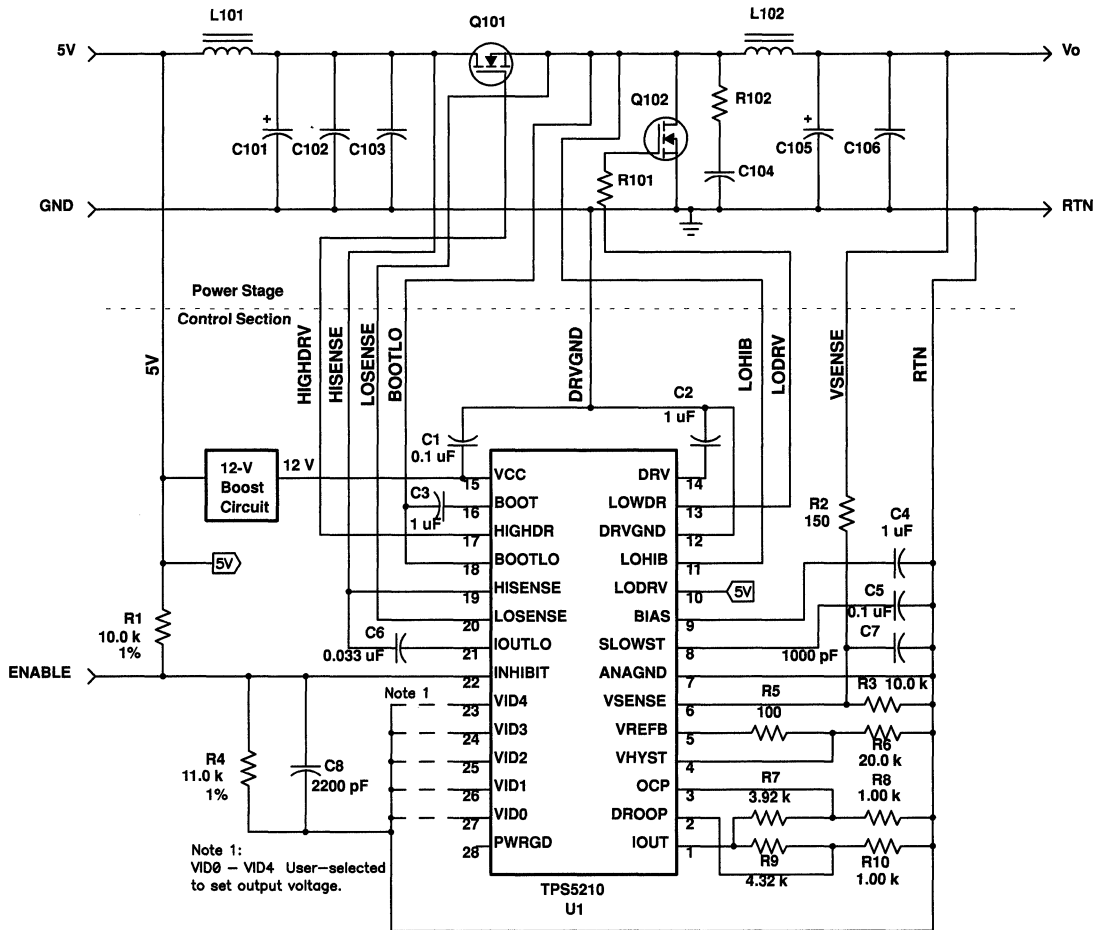 L101
Q101
L102
5V
Vo
Q102
R102
+
C101
C102
C103
+
C105
C106
R101
C104
GND
RTN
Power Stage
Control Section
5V
HIGHDRV
HISENSE
LOSENSE
BOOTLO
DRVGND
LOHIB
LODRV
VSENSE
RTN
C1
0.1 uF
C2
1 uF
12-V
Boost
Circuit
12 V
C3
1 uF
R2
150
C4
1 uF
5V
5V
C5
0.1 uF
R1
10.0 k
1%
C6
0.033 uF
C7
1000 pF
ENABLE
15 VCC
16 BOOT
17 HIGHDR
18 BOOTLO
19 HISENSE
20 LOSENSE
21 IOUTLO
22 INHIBIT
23 VID4
24 VID3
25 VID2
26 VID1
27 VID0
28 PWRGD
DRV 14
LOWDR 13
DRVGND 12
LOHIB 11
LODRV 10
BIAS 9
SLOWST 8
ANAGND 7
VSENSE 6
VREFB 5
VHYST 4
OCP 3
DROOP 2
IOUT 1
Note 1
R3 10.0 k
R5
100
R6
20.0 k
R4
11.0 k
1%
C8
2200 pF
R7
3.92 k
R8
1.00 k
R9
4.32 k
R10
1.00 k
Note 1:
VID0 – VID4 User–selected
to set output voltage.
TPS5210
U1